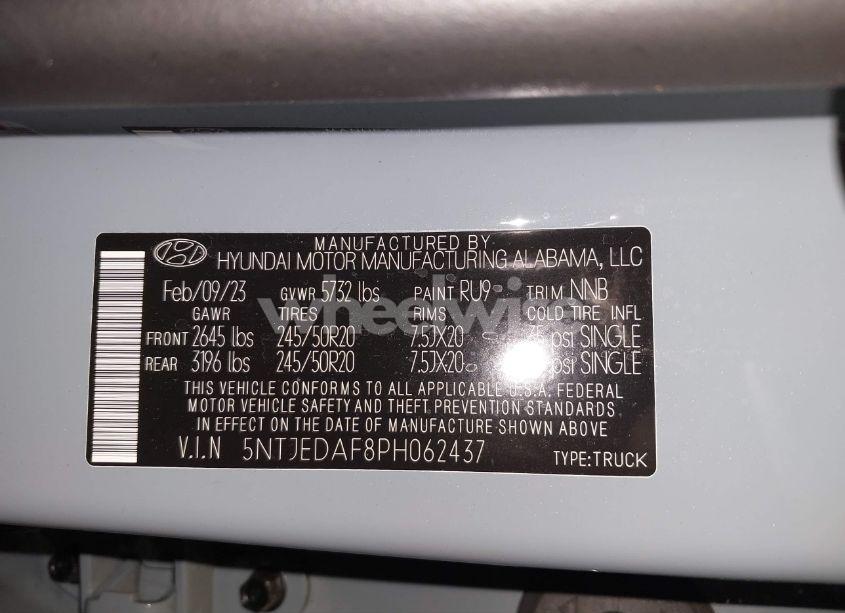 MANUFACTURED BY
HYUNDAI MOTOR MANUFACTURING ALABAMA, LLC
Feb/09/23 GVWR 5732 lbs PAINT RU9 TRIM NNB
GAWR TIRES RIMS COLD TIRE INFL
FRONT 2645 lbs 245/50R20 7.5JX20 psi SINGLE
REAR 3196 lbs 245/50R20 7.5JX20 psi SINGLE
THIS VEHICLE CONFORMS TO ALL APPLICABLE U.S.A. FEDERAL
MOTOR VEHICLE SAFETY AND THEFT PREVENTION STANDARDS
IN EFFECT ON THE DATE OF MANUFACTURE SHOWN ABOVE
V.I.N 5NTJEDAF8PH062437 TYPE:TRUCK
wheelwise